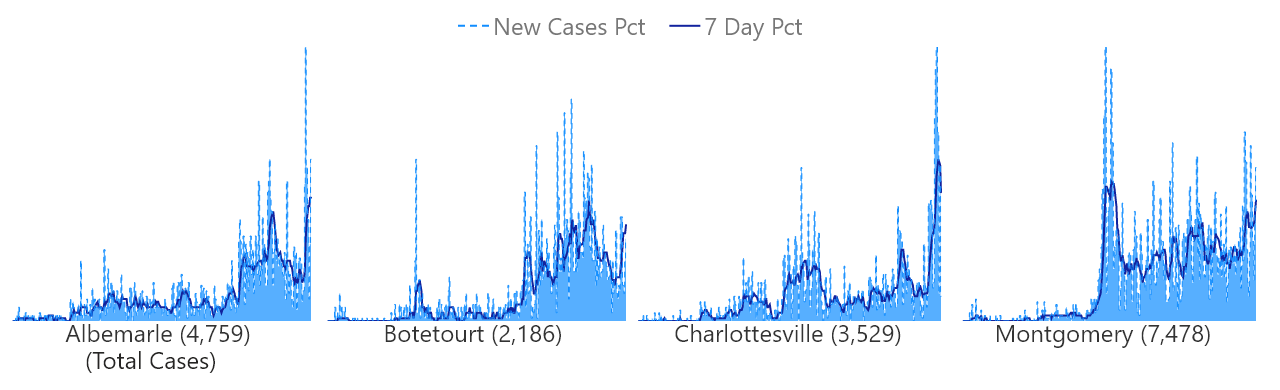 New Cases Pct 7 Day Pct
Albemarle (4,759) Botetourt (2,186) Charlottesville (3,529) Montgomery (7,478)
(Total Cases)